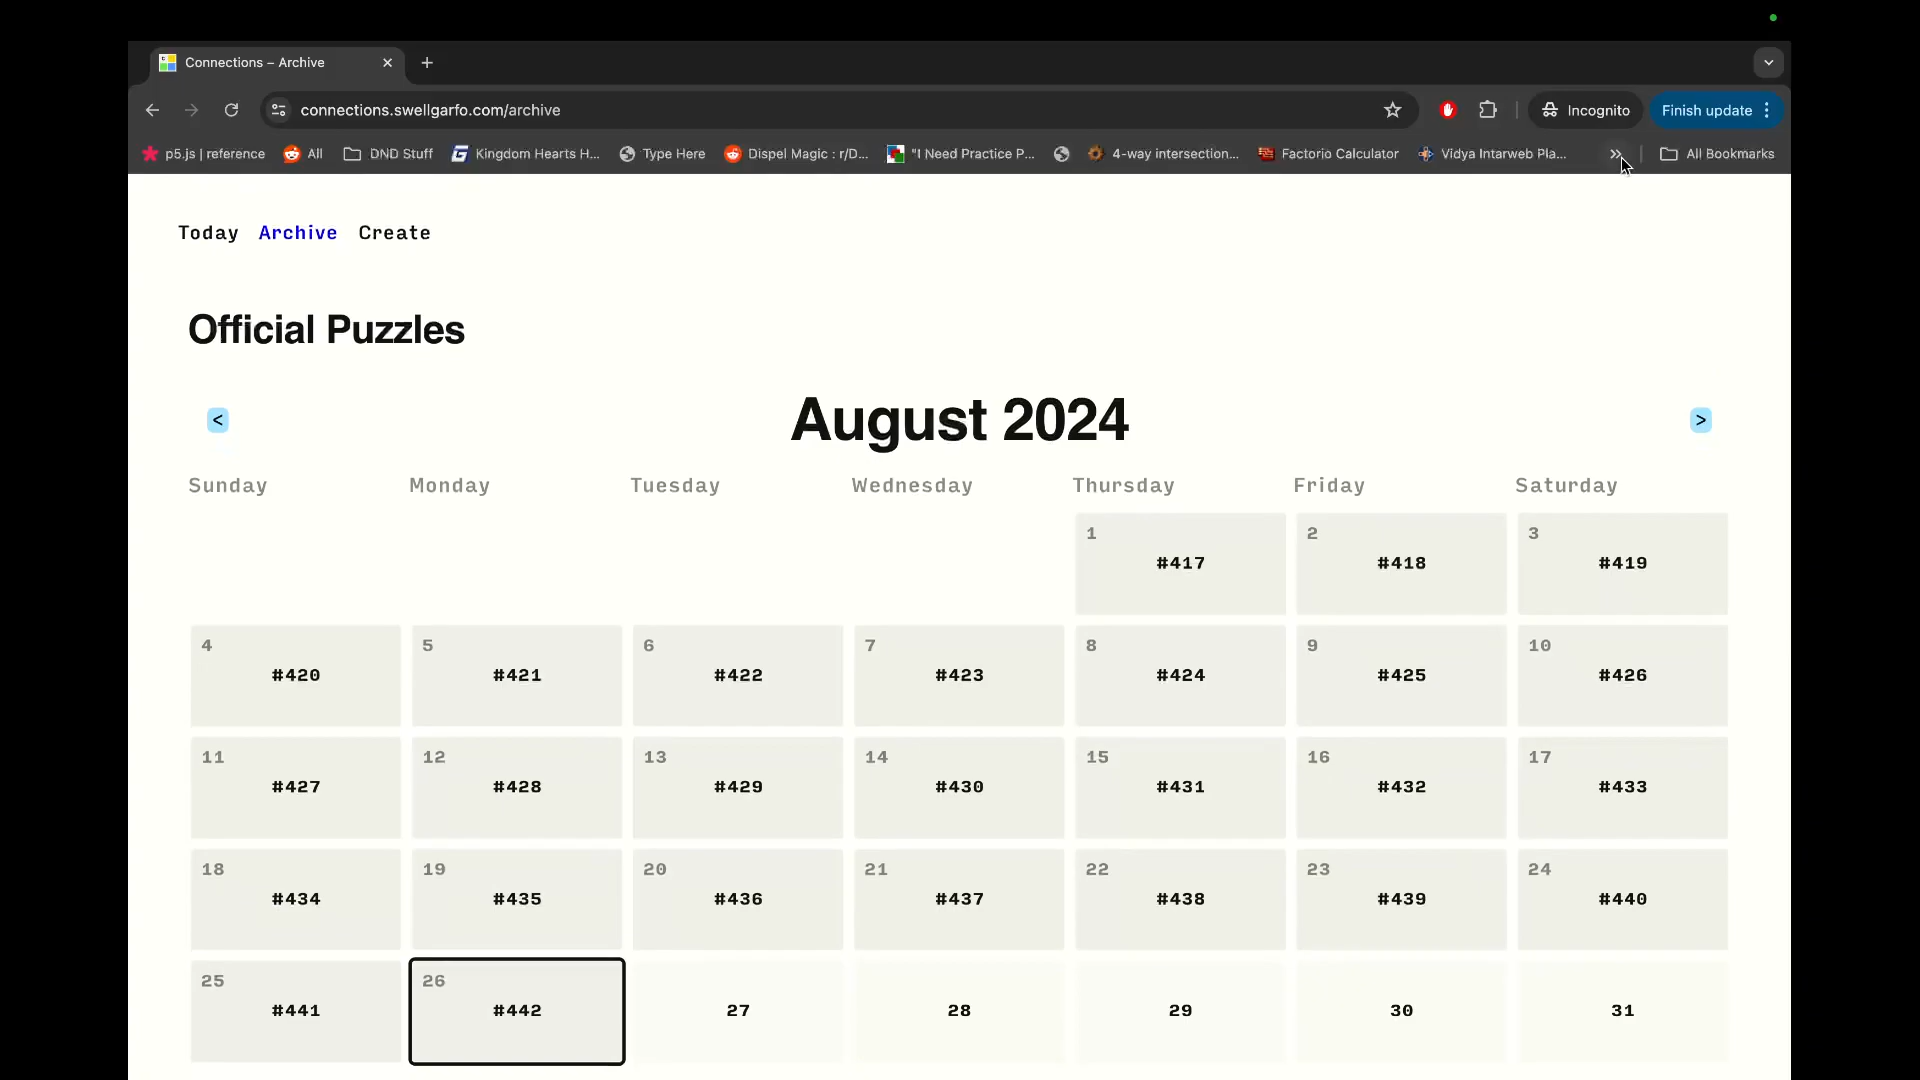 Connections – Archive
connections.swellgarfo.com/archive
Incognito
Finish update
p5.js | reference
All
DND Stuff
Kingdom Hearts H...
Type Here
Dispel Magic : r/D...
"I Need Practice P...
4-way intersection...
Factorio Calculator
Vidya Intarweb Pla...
»
All Bookmarks
Today Archive Create
Official Puzzles
< August 2024 >
Sunday Monday Tuesday Wednesday Thursday Friday Saturday
1 2 3
#417 #418 #419
4 5 6 7 8 9 10
#420 #421 #422 #423 #424 #425 #426
11 12 13 14 15 16 17
#427 #428 #429 #430 #431 #432 #433
18 19 20 21 22 23 24
#434 #435 #436 #437 #438 #439 #440
25 26
#441 #442 27 28 29 30 31